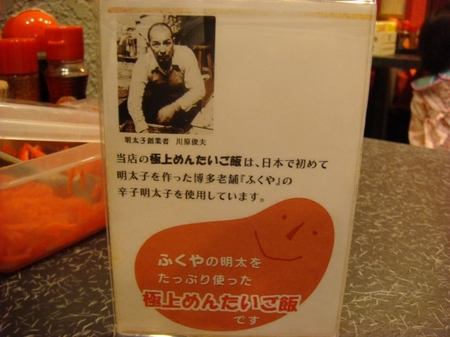 明太子創業者 川原俊夫
当店の極上めんたいご飯は、日本で初めて
明太子を作った博多老舗『ふくや』の
辛子明太子を使用しています。
ふくやの明太を
たっぷり使った
極上めんたいご飯
です